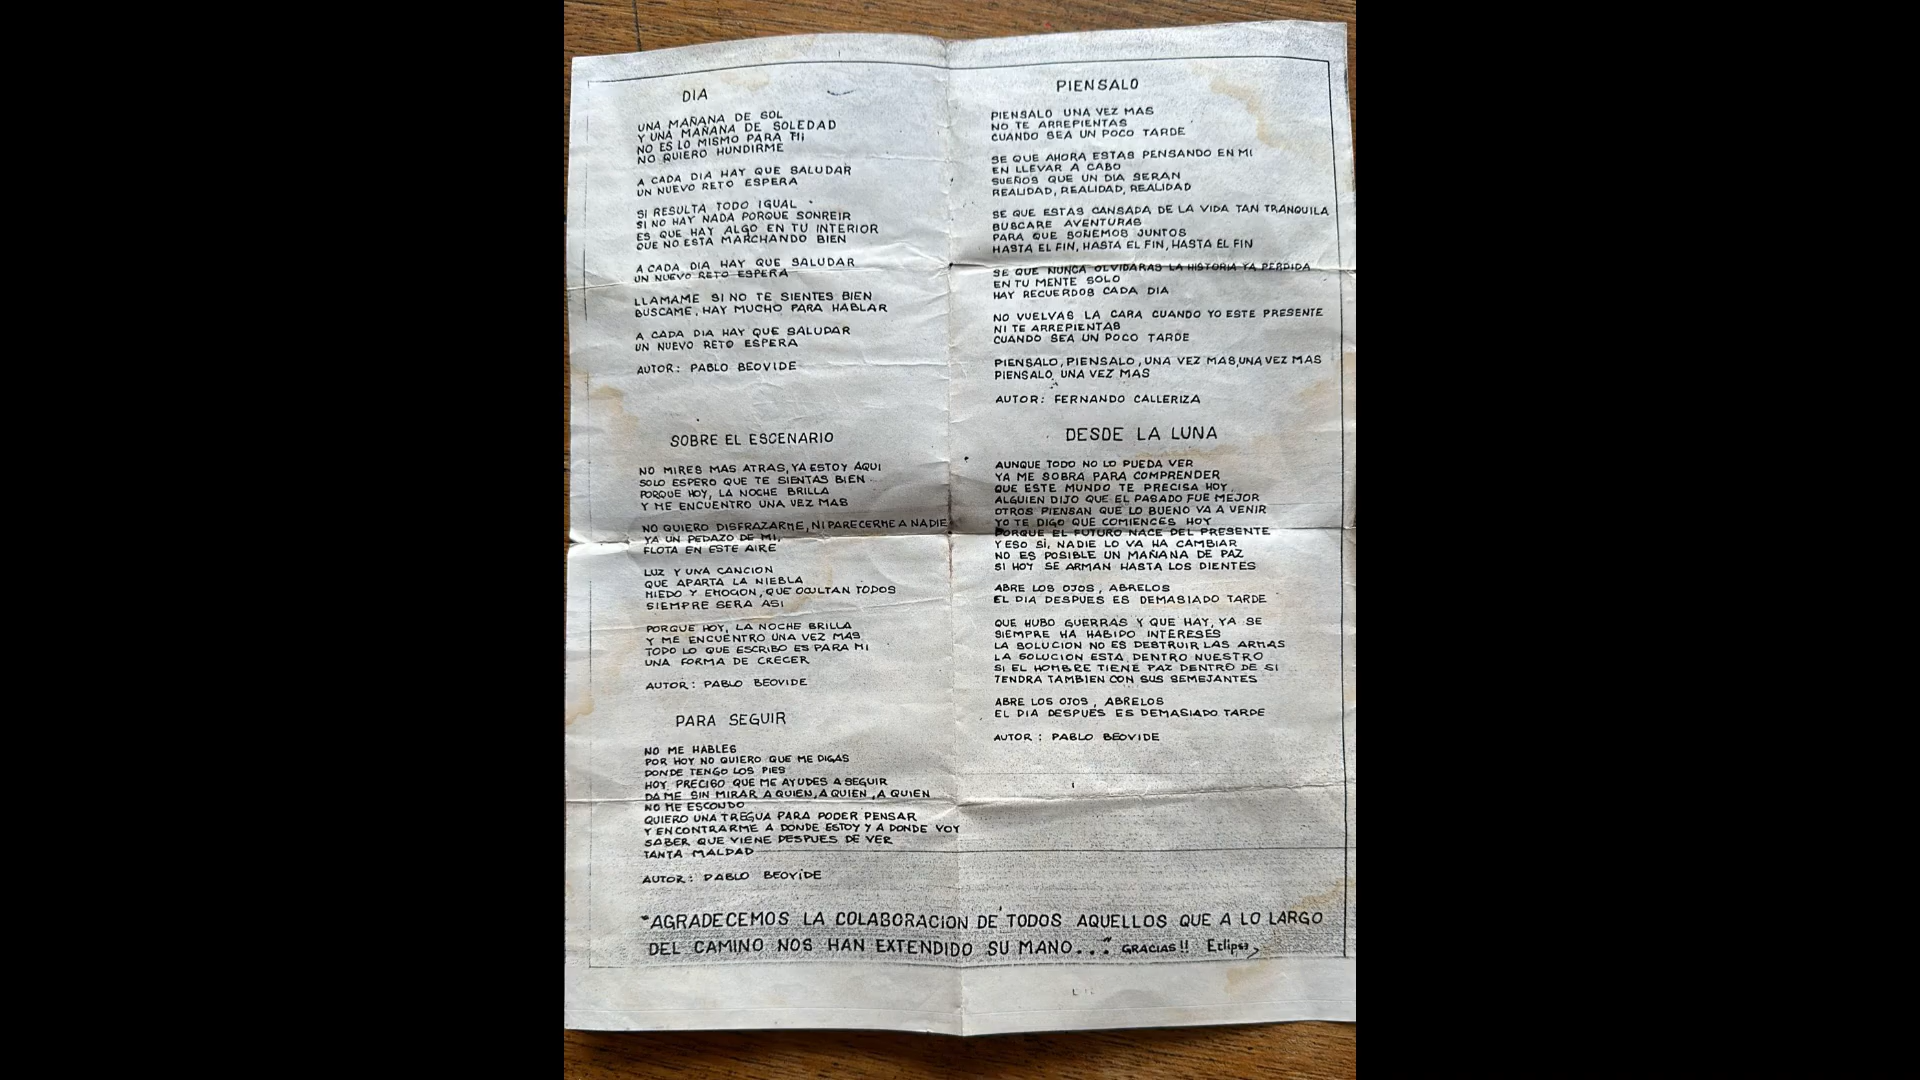 DIA
UNA MAÑANA DE SOL
Y UNA MAÑANA DE SOLEDAD
NO ES LO MISMO PARA MI
NO QUIERO HUNDIRME
A CADA DIA HAY QUE SALUDAR
UN NUEVO RETO ESPERA
SI RESULTA TODO IGUAL
SI NO HAY NADA PORQUE SONREIR
ES QUE HAY ALGO EN TU INTERIOR
QUE NO ESTA MARCHANDO BIEN
A CADA DIA HAY QUE SALUDAR
UN NUEVO RETO ESPERA
LLAMAME SI NO TE SIENTES BIEN
BUSCAME, HAY MUCHO PARA HABLAR
A CADA DIA HAY QUE SALUDAR
UN NUEVO RETO ESPERA
AUTOR: PABLO BEOVIDE
SOBRE EL ESCENARIO
NO MIRES MAS ATRAS, YA ESTOY AQUI
SOLO ESPERO QUE TE SIENTAS BIEN
PORQUE HOY, LA NOCHE BRILLA
Y ME ENCUENTRO UNA VEZ MAS
NO QUIERO DISFRAZARME, NI PARECERME A NADIE
YA UN PEDAZO DE MI,
FLOTA EN ESTE AIRE
LUZ Y UNA CANCION
QUE APARTA LA NIEBLA
MIEDO Y EMOCION, QUE OCULTAN TODOS
SIEMPRE SERA ASI
PORQUE HOY, LA NOCHE BRILLA
Y ME ENCUENTRO UNA VEZ MAS
TODO LO QUE ESCRIBO ES PARA MI
UNA FORMA DE CRECER
AUTOR: PABLO BEOVIDE
PARA SEGUIR
NO ME HABLES
POR HOY NO QUIERO QUE ME DIGAS
DONDE TENGO LOS PIES
HOY PRECISO QUE ME AYUDES A SEGUIR
DAME SIN MIRAR A QUIEN, A QUIEN, A QUIEN
NO ME ESCONDO
QUIERO UNA TREGUA PARA PODER PENSAR
Y ENCONTRARME A DONDE ESTOY Y A DONDE VOY
SABER QUE VIENE DESPUES DE VER
TANTA MALDAD
AUTOR: PABLO BEOVIDE
PIENSALO
PIENSALO UNA VEZ MAS
NO TE ARREPIENTAS
CUANDO SEA UN POCO TARDE
SE QUE AHORA ESTAS PENSANDO EN MI
EN LLEVAR A CABO
SUEÑOS QUE UN DIA SERAN
REALIDAD, REALIDAD, REALIDAD
SE QUE ESTAS CANSADA DE LA VIDA TAN TRANQUILA
BUSCARE AVENTURAS
PARA QUE SOÑEMOS JUNTOS
HASTA EL FIN, HASTA EL FIN, HASTA EL FIN
SE QUE NUNCA OLVIDARAS LA HISTORIA YA PERDIDA
EN TU MENTE SOLO
HAY RECUERDOS CADA DIA
NO VUELVAS LA CARA CUANDO YO ESTE PRESENTE
NI TE ARREPIENTAS
CUANDO SEA UN POCO TARDE
PIENSALO, PIENSALO, UNA VEZ MAS, UNA VEZ MAS
PIENSALO UNA VEZ MAS
AUTOR: FERNANDO CALLERIZA
DESDE LA LUNA
AUNQUE TODO NO LO PUEDA VER
YA ME SOBRA PARA COMPRENDER
QUE ESTE MUNDO TE PRECISA HOY
ALGUIEN DIJO QUE EL PASADO FUE MEJOR
OTROS PIENSAN QUE LO BUENO VA A VENIR
YO TE DIGO QUE COMIENCES HOY
PORQUE EL FUTURO NACE DEL PRESENTE
Y ESO SI, NADIE LO VA HA CAMBIAR
NO ES POSIBLE UN MAÑANA DE PAZ
SI HOY SE ARMAN HASTA LOS DIENTES
ABRE LOS OJOS, ABRELOS
EL DIA DESPUES ES DEMASIADO TARDE
QUE HUBO GUERRAS Y QUE HAY, YA SE
SIEMPRE HA HABIDO INTERESES
LA SOLUCION NO ES DESTRUIR LAS ARMAS
LA SOLUCION ESTA DENTRO NUESTRO
SI EL HOMBRE TIENE PAZ DENTRO DE SI
TENDRA TAMBIEN CON SUS SEMEJANTES
ABRE LOS OJOS, ABRELOS
EL DIA DESPUES ES DEMASIADO TARDE
AUTOR: PABLO BEOVIDE
"AGRADECEMOS LA COLABORACION DE TODOS AQUELLOS QUE A LO LARGO
DEL CAMINO NOS HAN EXTENDIDO SU MANO..." GRACIAS!! Eclipse